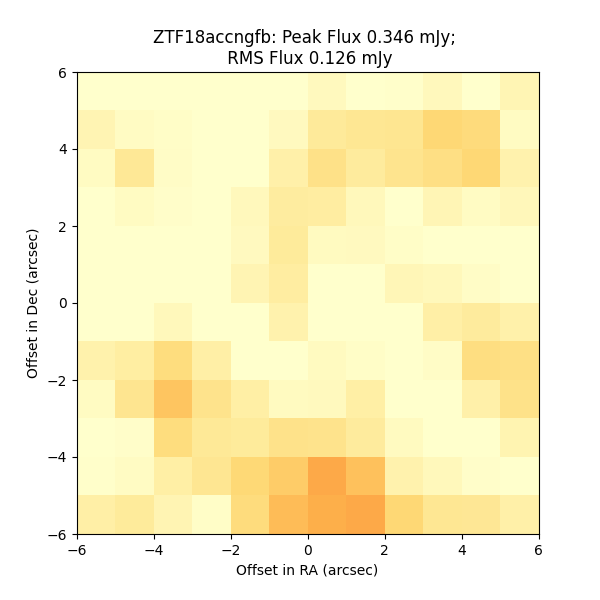 ZTF18accngfb: Peak Flux 0.346 mJy;
RMS Flux 0.126 mJy
6
4
2
0
−2
−4
−6
Offset in Dec (arcsec)
−6 −4 −2 0 2 4 6
Offset in RA (arcsec)